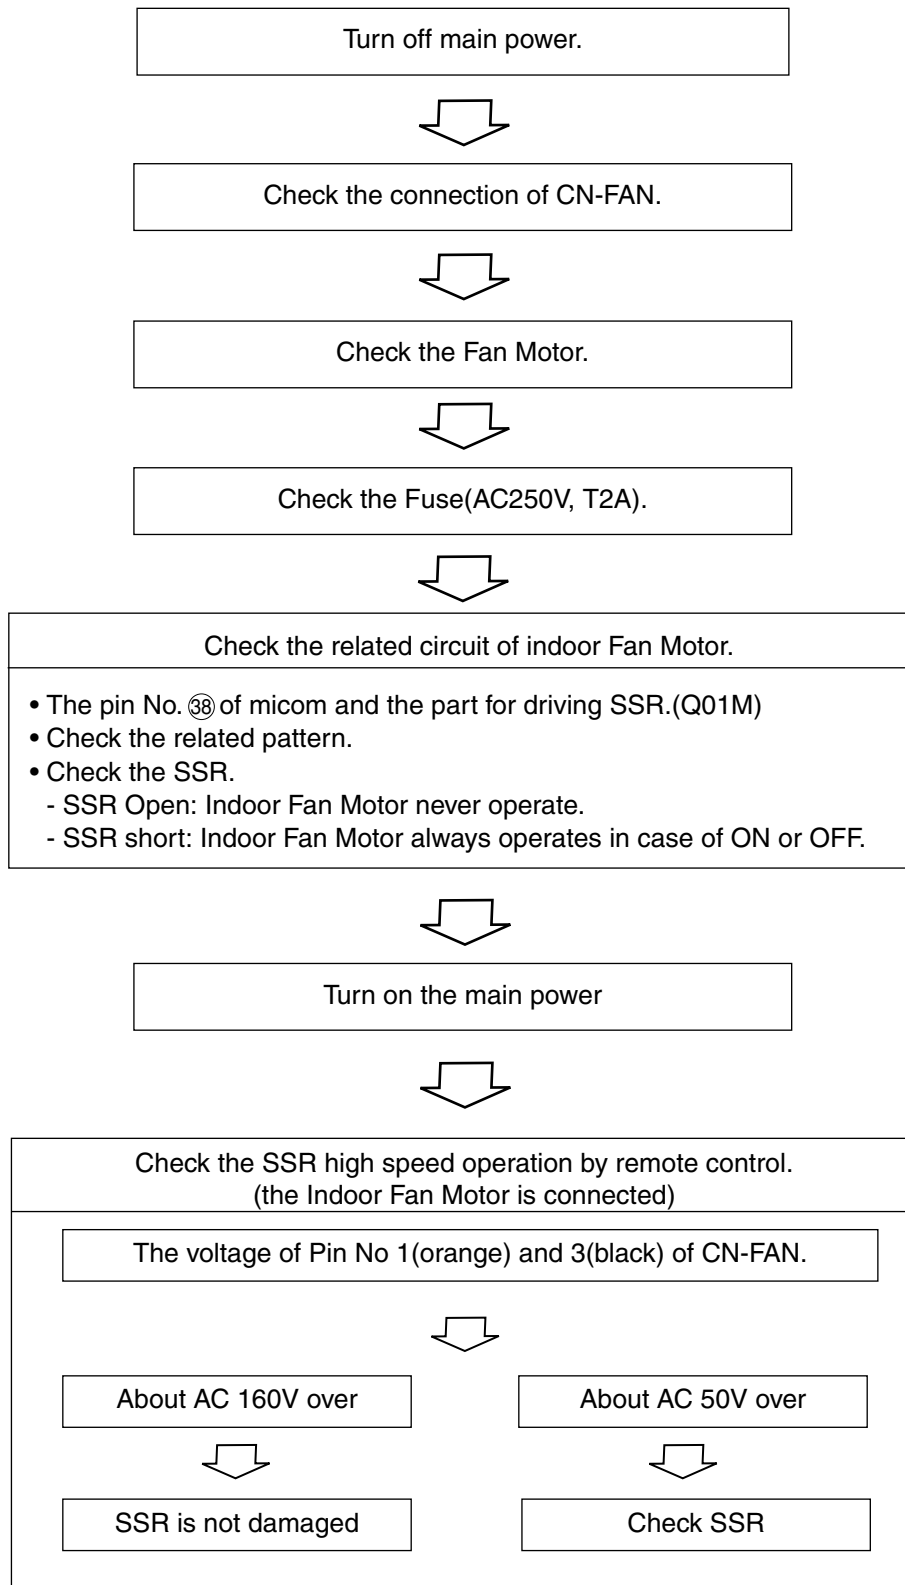 Turn off main power.
Check the connection of CN-FAN.
Check the Fan Motor.
Check the Fuse(AC250V, T2A).
Check the related circuit of indoor Fan Motor.
• The pin No. ㊳ of micom and the part for driving SSR.(Q01M)
• Check the related pattern.
• Check the SSR.
- SSR Open: Indoor Fan Motor never operate.
- SSR short: Indoor Fan Motor always operates in case of ON or OFF.
Turn on the main power
Check the SSR high speed operation by remote control.
(the Indoor Fan Motor is connected)
The voltage of Pin No 1(orange) and 3(black) of CN-FAN.
About AC 160V over
About AC 50V over
SSR is not damaged
Check SSR